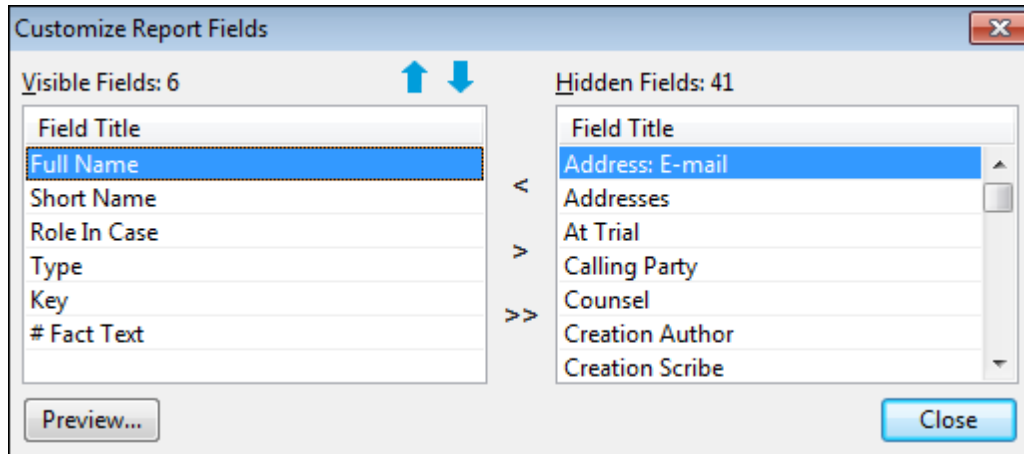 Customize Report Fields
Visible Fields: 6
Field Title
Full Name
Short Name
Role In Case
Type
Key
# Fact Text
<
>
>>
Hidden Fields: 41
Field Title
Address: E-mail
Addresses
At Trial
Calling Party
Counsel
Creation Author
Creation Scribe
Preview...
Close